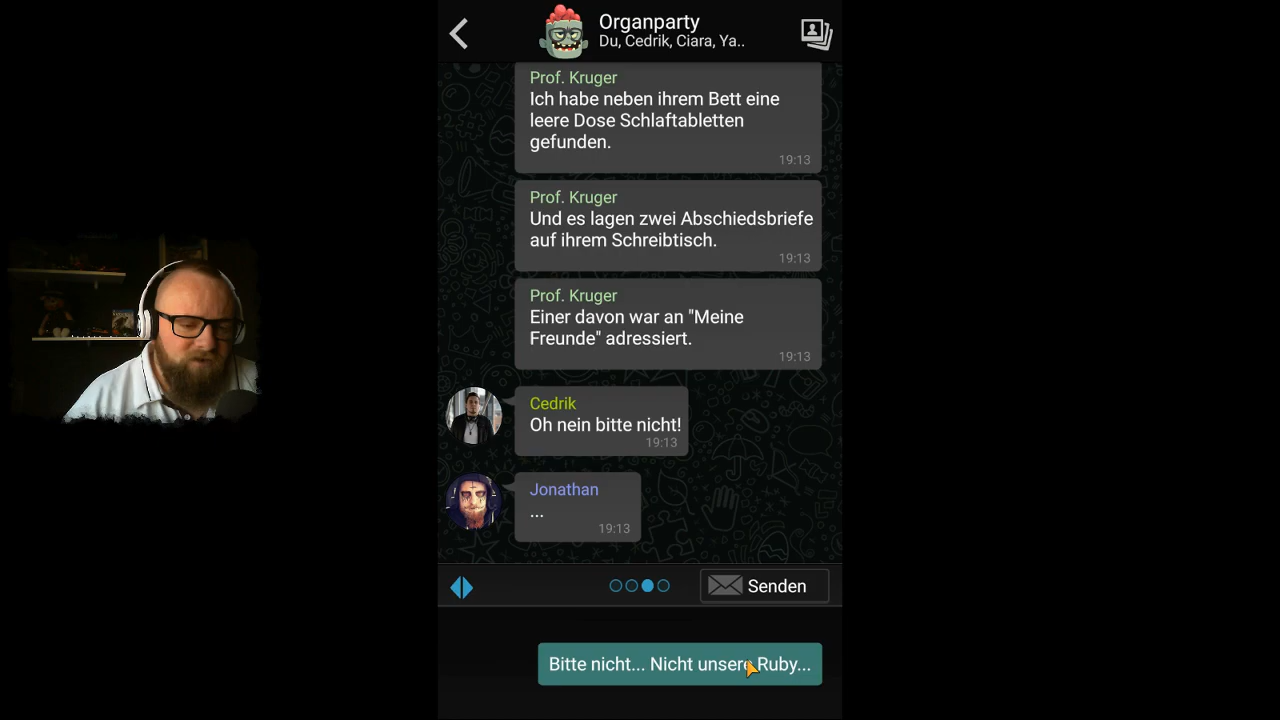 Organparty
Du, Cedrik, Ciara, Ya..
Prof. Kruger
Ich habe neben ihrem Bett eine
leere Dose Schlaftabletten
gefunden.
19:13
Prof. Kruger
Und es lagen zwei Abschiedsbriefe
auf ihrem Schreibtisch.
19:13
Prof. Kruger
Einer davon war an "Meine
Freunde" adressiert.
19:13
Cedrik
Oh nein bitte nicht!
19:13
Jonathan
...
19:13
Senden
Bitte nicht... Nicht unsere Ruby...